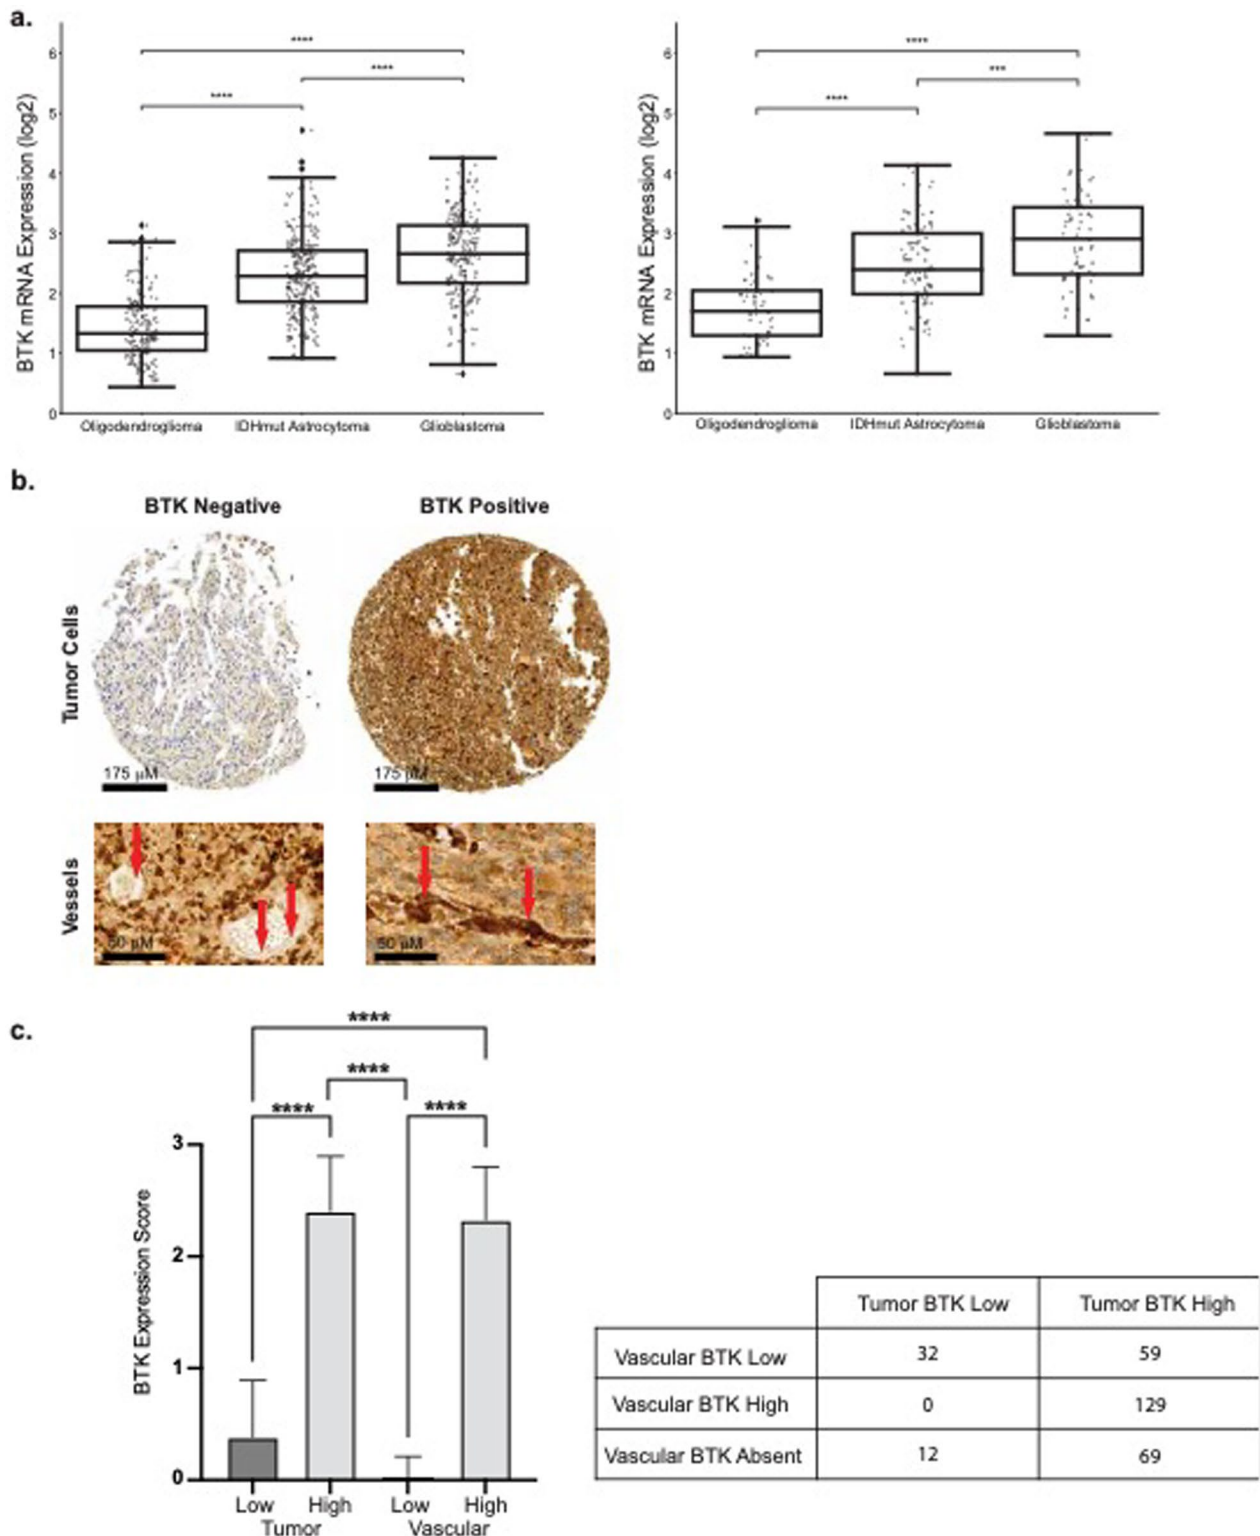 a.
BTK mRNA Expression (log2)
6
5
4
3
2
1
0
****
****
****
Oligodendroglioma IDHmut Astrocytoma Glioblastoma
BTK mRNA Expression (log2)
6
5
4
3
2
1
0
****
***
****
Oligodendroglioma IDHmut Astrocytoma Glioblastoma
b.
BTK Negative BTK Positive
Tumor Cells
175 µM 175 µM
Vessels
50 µM 50 µM
c.
****
****
**** ****
BTK Expression Score
3
2
1
0
Low High Low High
Tumor Vascular
Tumor BTK Low Tumor BTK High
Vascular BTK Low 32 59
Vascular BTK High 0 129
Vascular BTK Absent 12 69